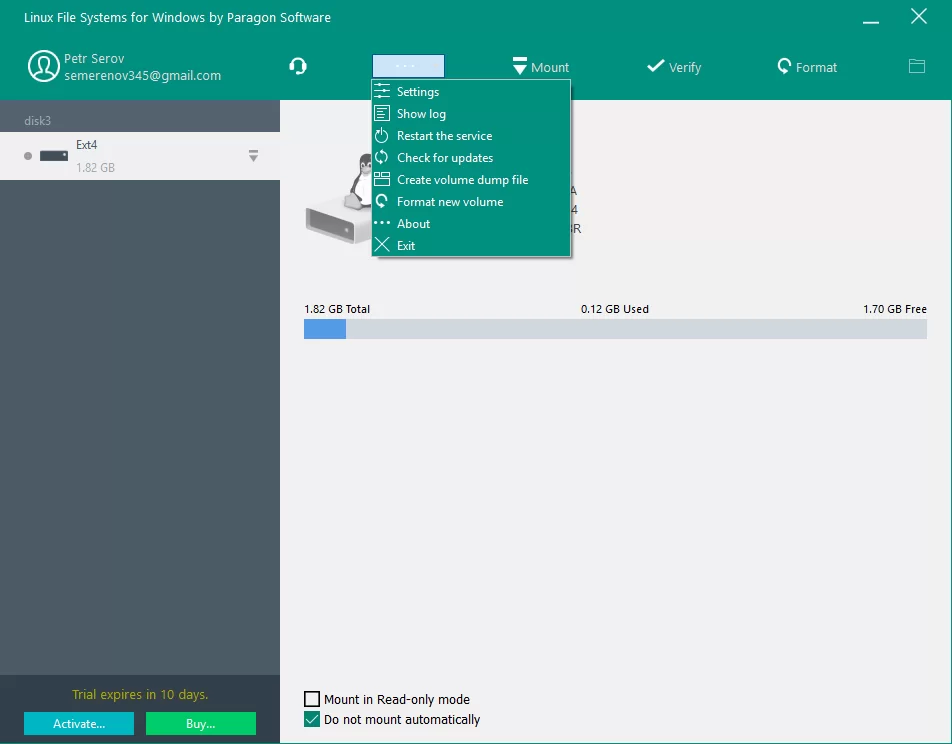 Linux File Systems for Windows by Paragon Software
Petr Serov
semerenov345@gmail.com
Mount
Verify
Format
Settings
Show log
Restart the service
Check for updates
Create volume dump file
Format new volume
About
Exit
disk3
Ext4
1.82 GB
1.82 GB Total
0.12 GB Used
1.70 GB Free
Mount in Read-only mode
Do not mount automatically
Trial expires in 10 days.
Activate...
Buy...